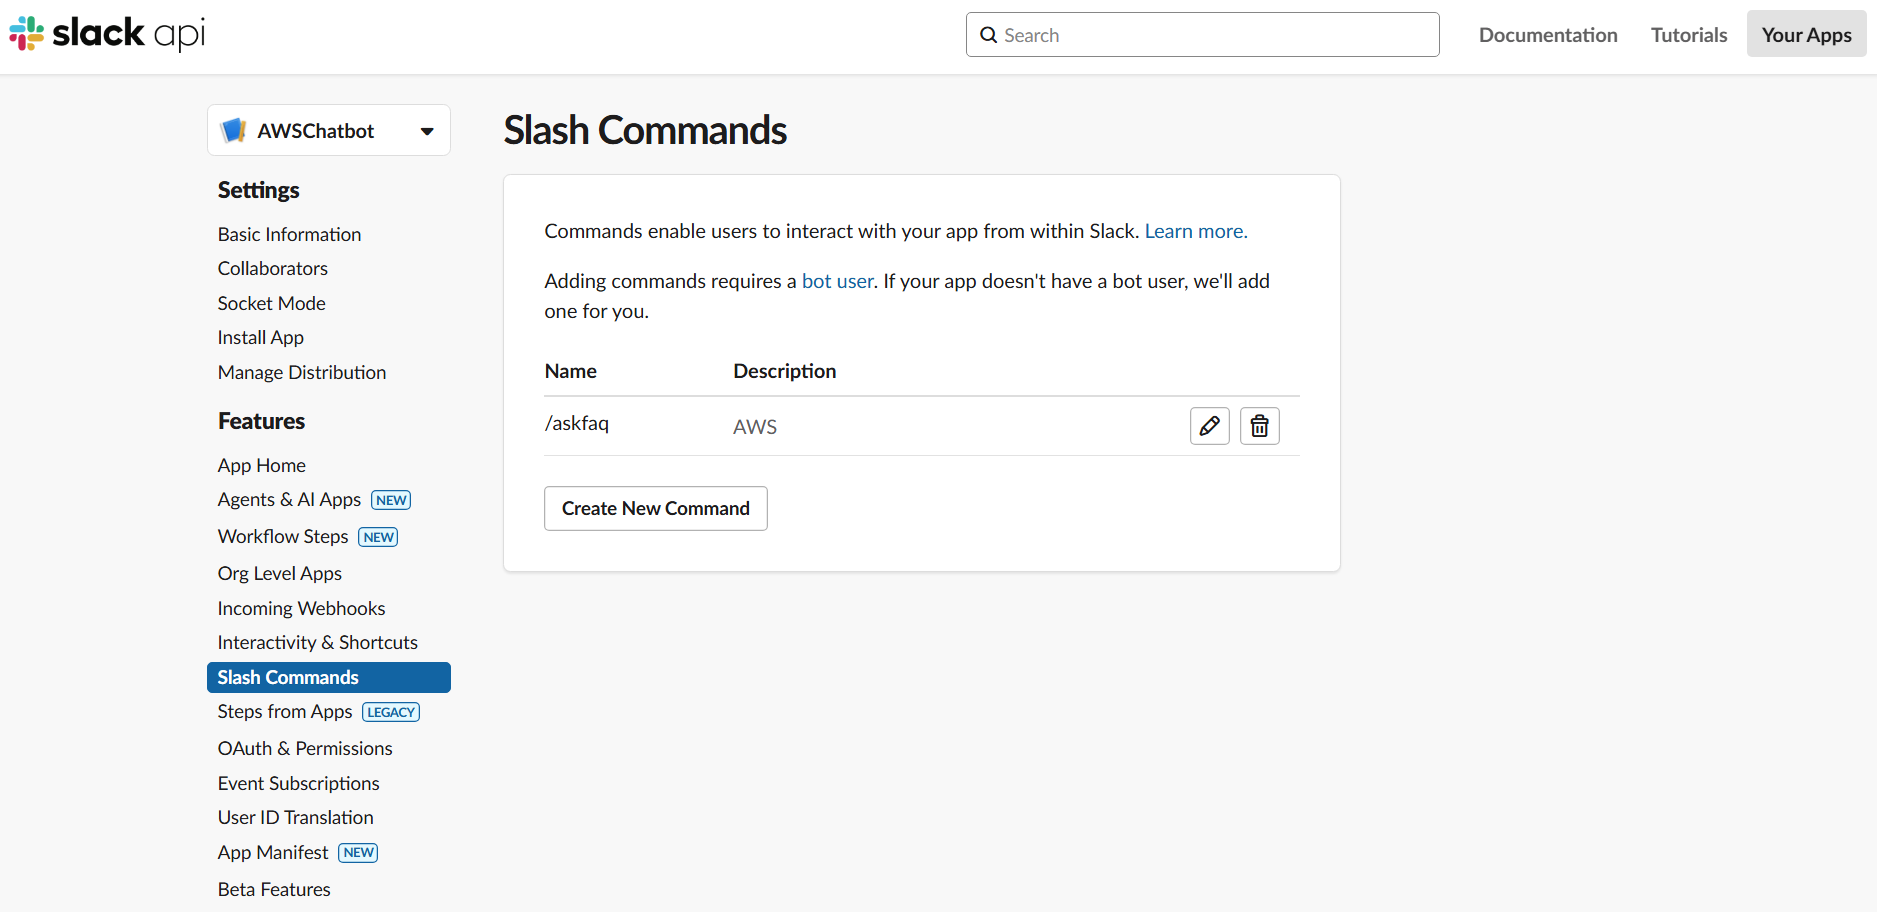 slack api
Search
Documentation
Tutorials
Your Apps
AWSChatbot
Settings
Basic Information
Collaborators
Socket Mode
Install App
Manage Distribution
Features
App Home
Agents & AI Apps NEW
Workflow Steps NEW
Org Level Apps
Incoming Webhooks
Interactivity & Shortcuts
Slash Commands
Steps from Apps LEGACY
OAuth & Permissions
Event Subscriptions
User ID Translation
App Manifest NEW
Beta Features
Slash Commands
Commands enable users to interact with your app from within Slack. Learn more.
Adding commands requires a bot user. If your app doesn't have a bot user, we'll add
one for you.
Name Description
/askfaq AWS
Create New Command